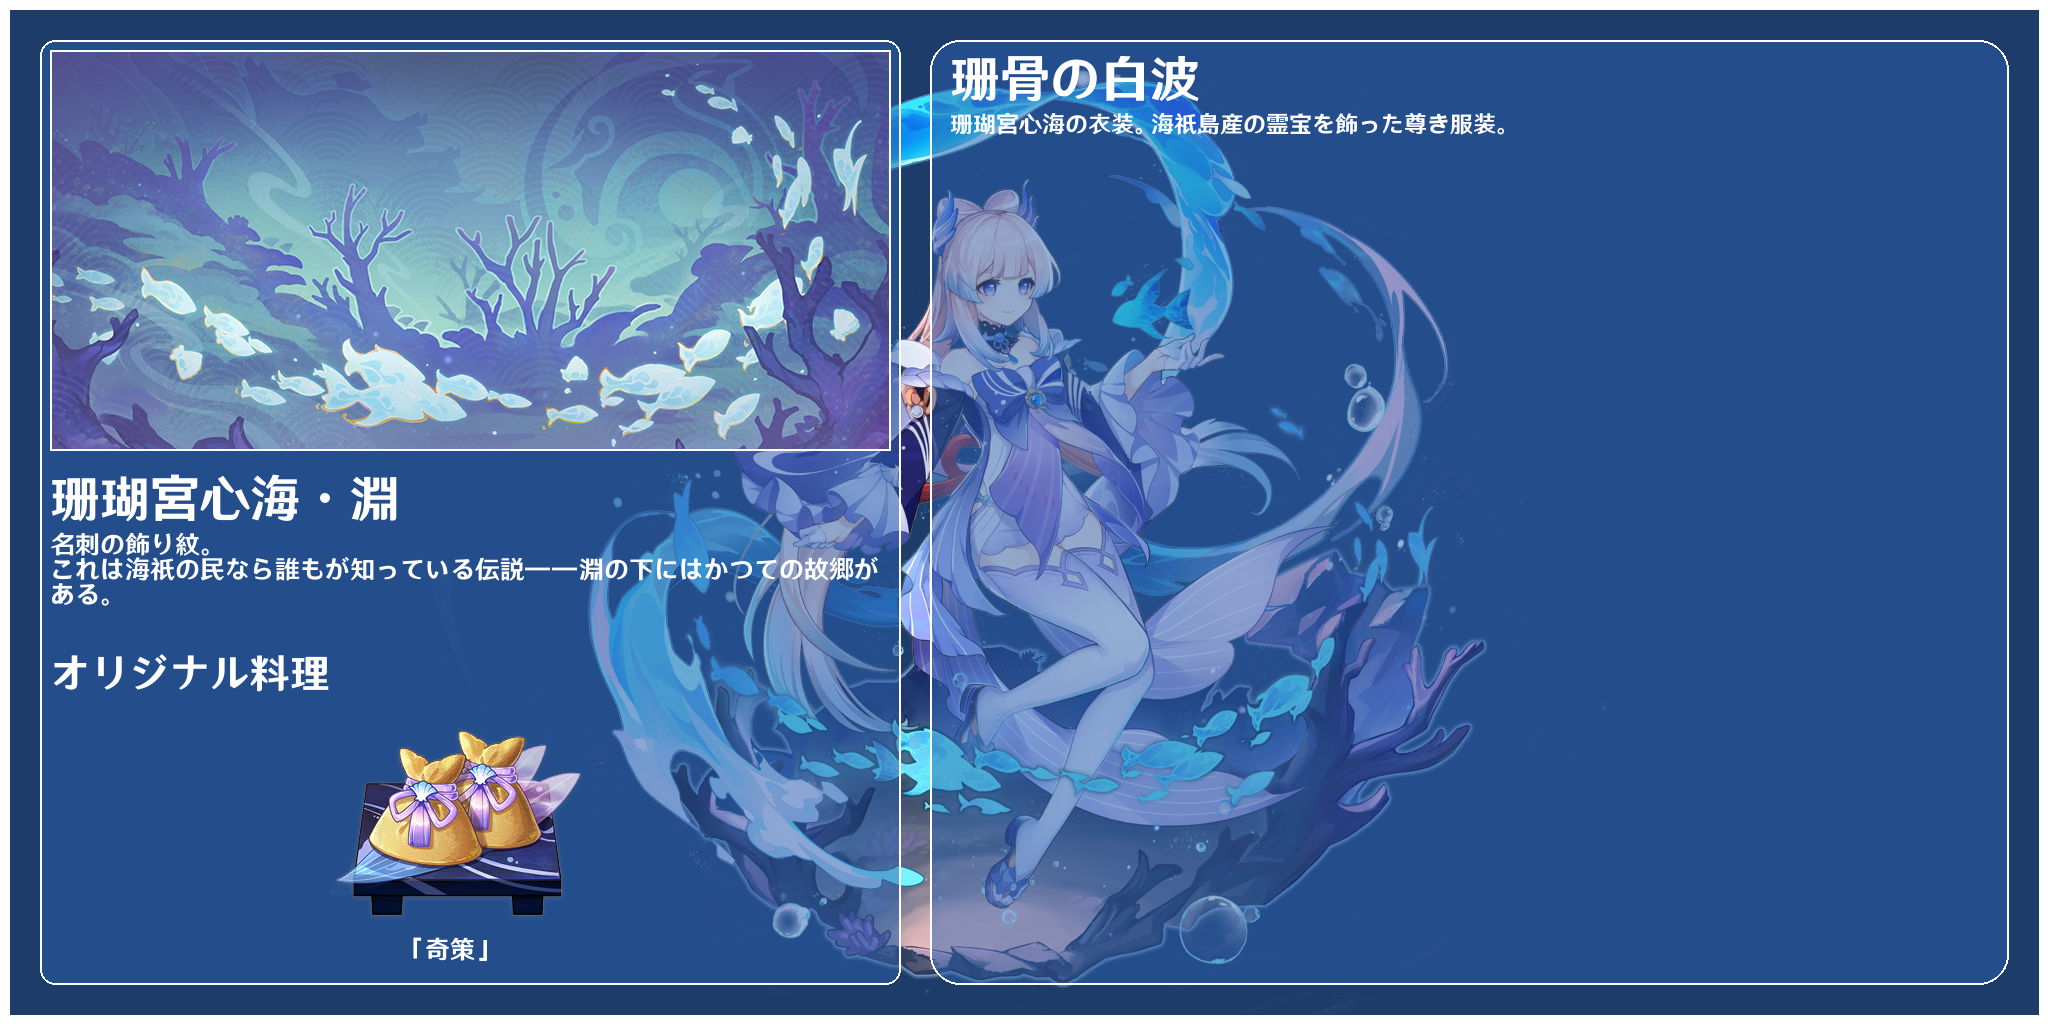 珊瑚宮心海・淵
名刺の飾り紋。
これは海祇の民なら誰もが知っている伝説——淵の下にはかつての故郷が
ある。
オリジナル料理
「奇策」
珊骨の白波
珊瑚宮心海の衣装。海祇島産の霊宝を飾った尊き服装。